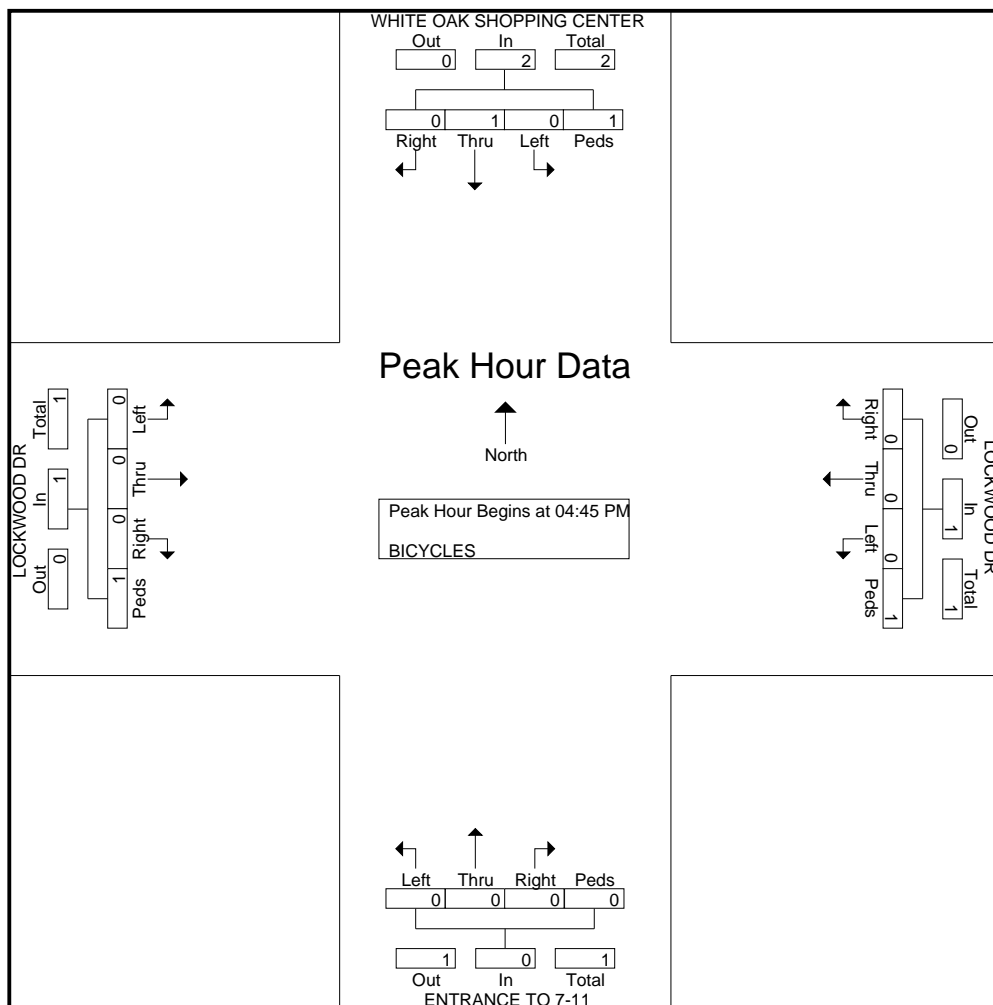 WHITE OAK SHOPPING CENTER
Out In Total
0 2 2
0 1 0 1
Right Thru Left Peds
Peak Hour Data
North
Peak Hour Begins at 04:45 PM
BICYCLES
LOCKWOOD DR
Total In Out
1 1 0
0 0 0 1
Left Thru Right Peds
Right Thru Left Peds
0 0 0 1
Out In Total
0 1 1
LOCKWOOD DR
Left Thru Right Peds
0 0 0 0
1 0 1
Out In Total
ENTRANCE TO 7-11